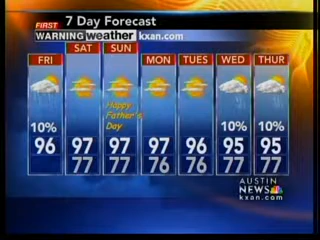 FIRST 7 Day Forecast
WARNING weather kxan.com
FRI SAT SUN MON TUES WED THUR
Happy
Father's
Day
10% 10% 10%
96 97 97 97 96 95 95
77 77 76 76 77 77
AUSTIN
NEWS
kxan.com